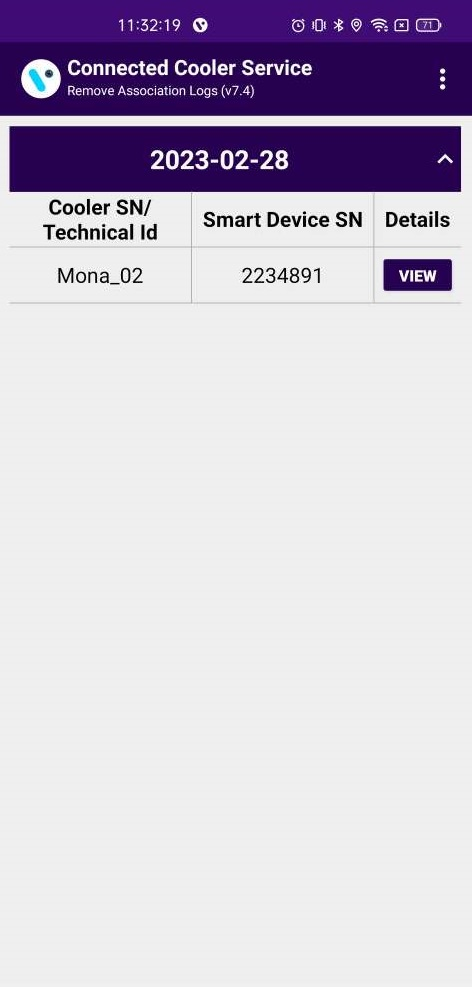 11:32:19
71
Connected Cooler Service
Remove Association Logs (v7.4)
2023-02-28
Cooler SN/
Technical Id
Smart Device SN
Details
Mona_02
2234891
VIEW